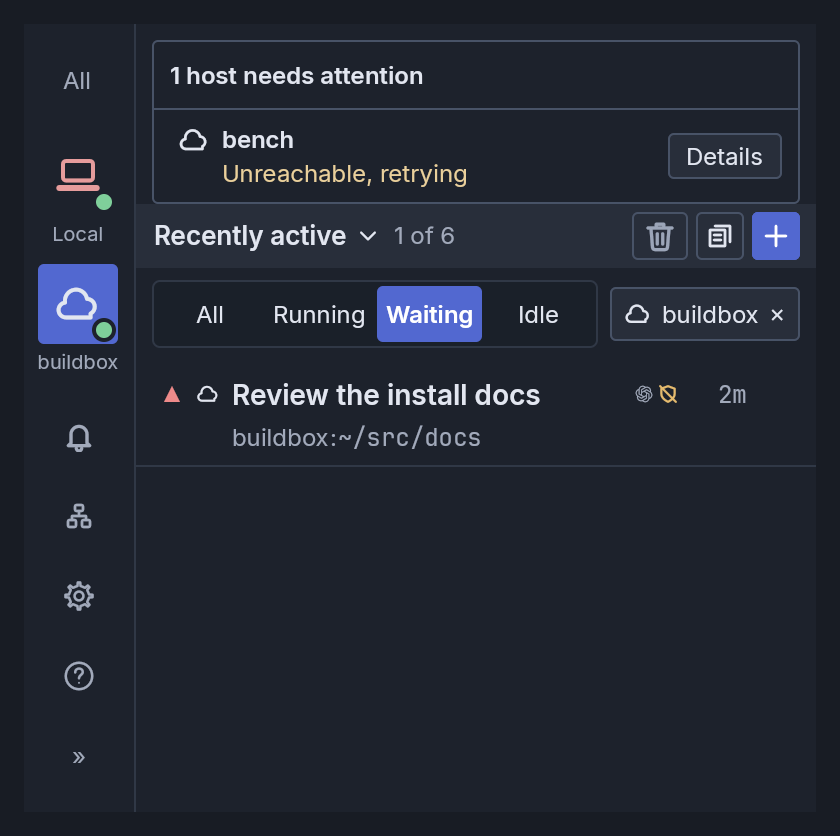 All
Local
buildbox
»
1 host needs attention
bench
Unreachable, retrying
Details
Recently active
1 of 6
All
Running
Waiting
Idle
buildbox ×
Review the install docs
2m
buildbox:~/src/docs